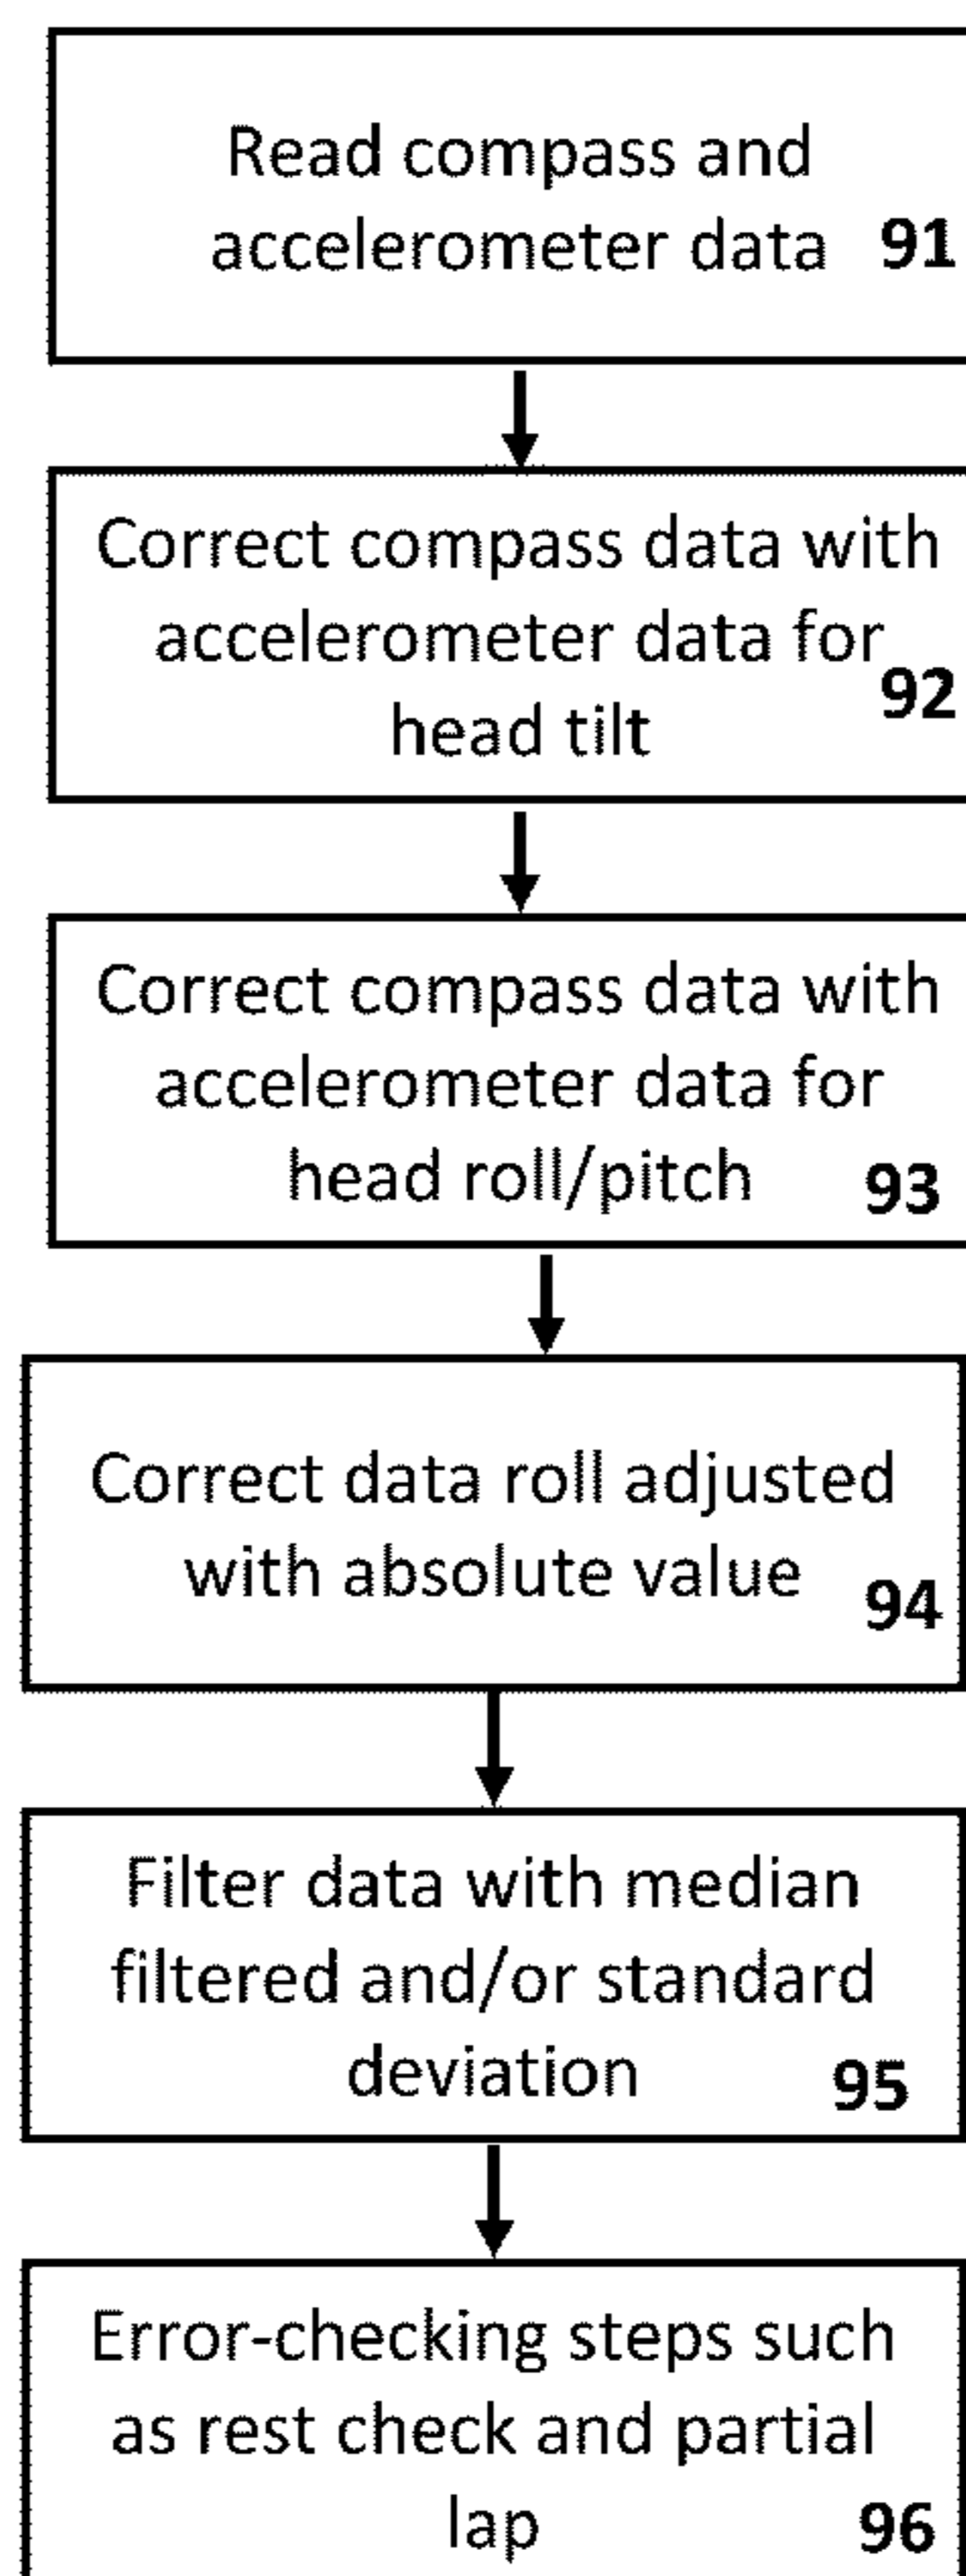 Read compass and
accelerometer data 91
Correct compass data with
accelerometer data for
92
head tilt
Correct compass data with
accelerometer data for
head roll/pitch 93
Correct data roll adjusted
with absolute value 94
Filter data with median
filtered and/or standard
deviation 95
Error-checking steps such
as rest check and partial
lap 96